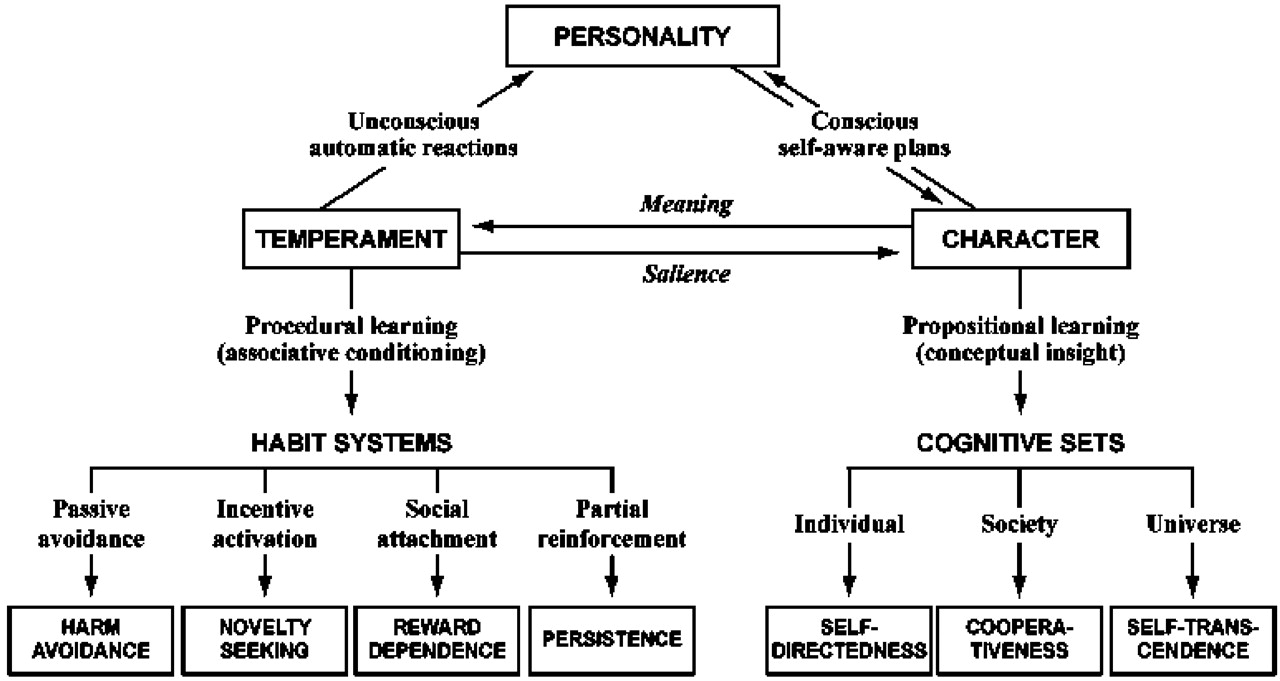 PERSONALITY
Unconscious
automatic reactions
Conscious
self-aware plans
Meaning
TEMPERAMENT
CHARACTER
Salience
Procedural learning
(associative conditioning)
Propositional learning
(conceptual insight)
HABIT SYSTEMS
COGNITIVE SETS
Passive
avoidance
Incentive
activation
Social
attachment
Partial
reinforcement
Individual
Society
Universe
HARM
AVOIDANCE
NOVELTY
SEEKING
REWARD
DEPENDENCE
PERSISTENCE
SELF-
DIRECTEDNESS
COOPERA-
TIVENESS
SELF-TRANS-
CENDENCE